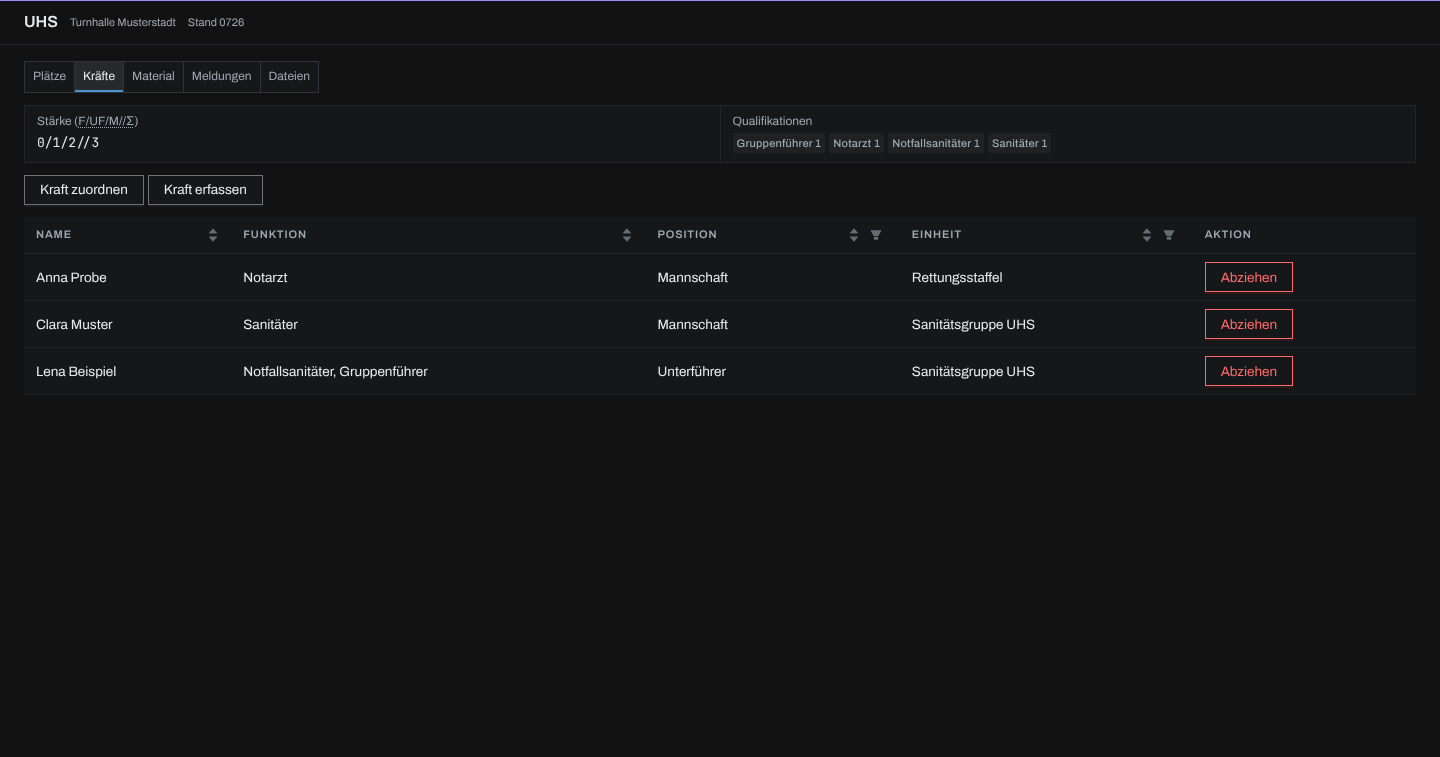 UHS Turnhalle Musterstadt Stand 0726
Plätze Kräfte Material Meldungen Dateien
Stärke (F/UF/M//Σ)
0/1/2//3
Qualifikationen
Gruppenführer 1 Notarzt 1 Notfallsanitäter 1 Sanitäter 1
Kraft zuordnen Kraft erfassen
NAME FUNKTION POSITION EINHEIT AKTION
Anna Probe Notarzt Mannschaft Rettungsstaffel Abziehen
Clara Muster Sanitäter Mannschaft Sanitätsgruppe UHS Abziehen
Lena Beispiel Notfallsanitäter, Gruppenführer Unterführer Sanitätsgruppe UHS Abziehen